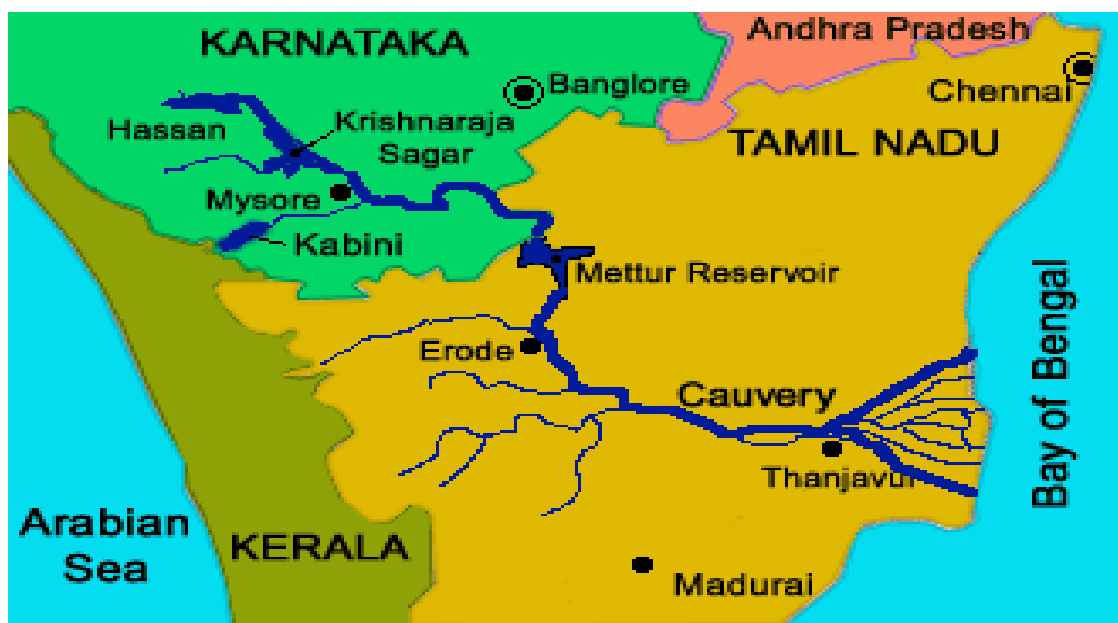 KARNATAKA
Andhra Pradesh
Banglore
Chennai
Hassan
Krishnaraja
Sagar
TAMIL NADU
Mysore
Kabini
Mettur Reservoir
Erode
Cauvery
Bay of Bengal
Thanjavur
Arabian
Sea
KERALA
Madurai